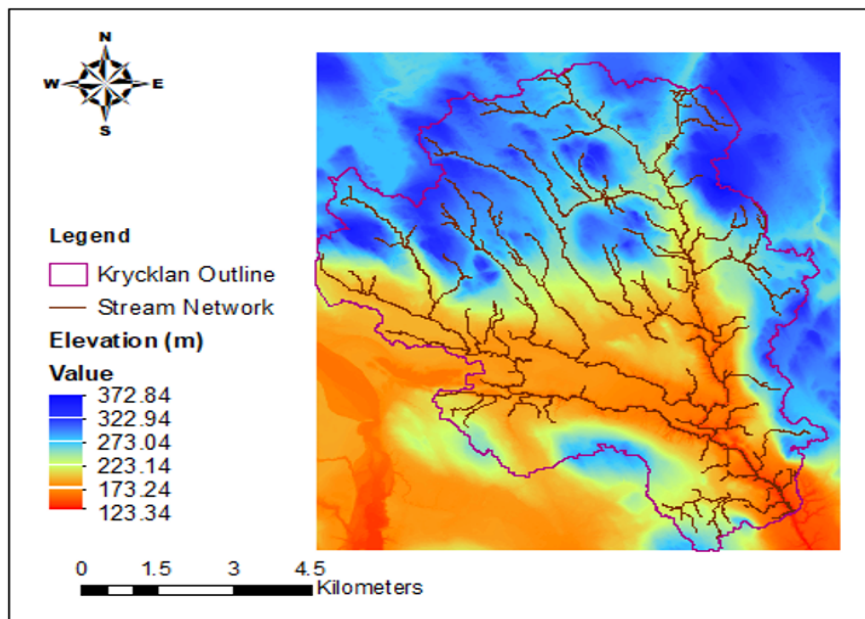 N
W E
S
Legend
Krycklan Outline
Stream Network
Elevation (m)
Value
372.84
322.94
273.04
223.14
173.24
123.34
0 1.5 3 4.5
Kilometers